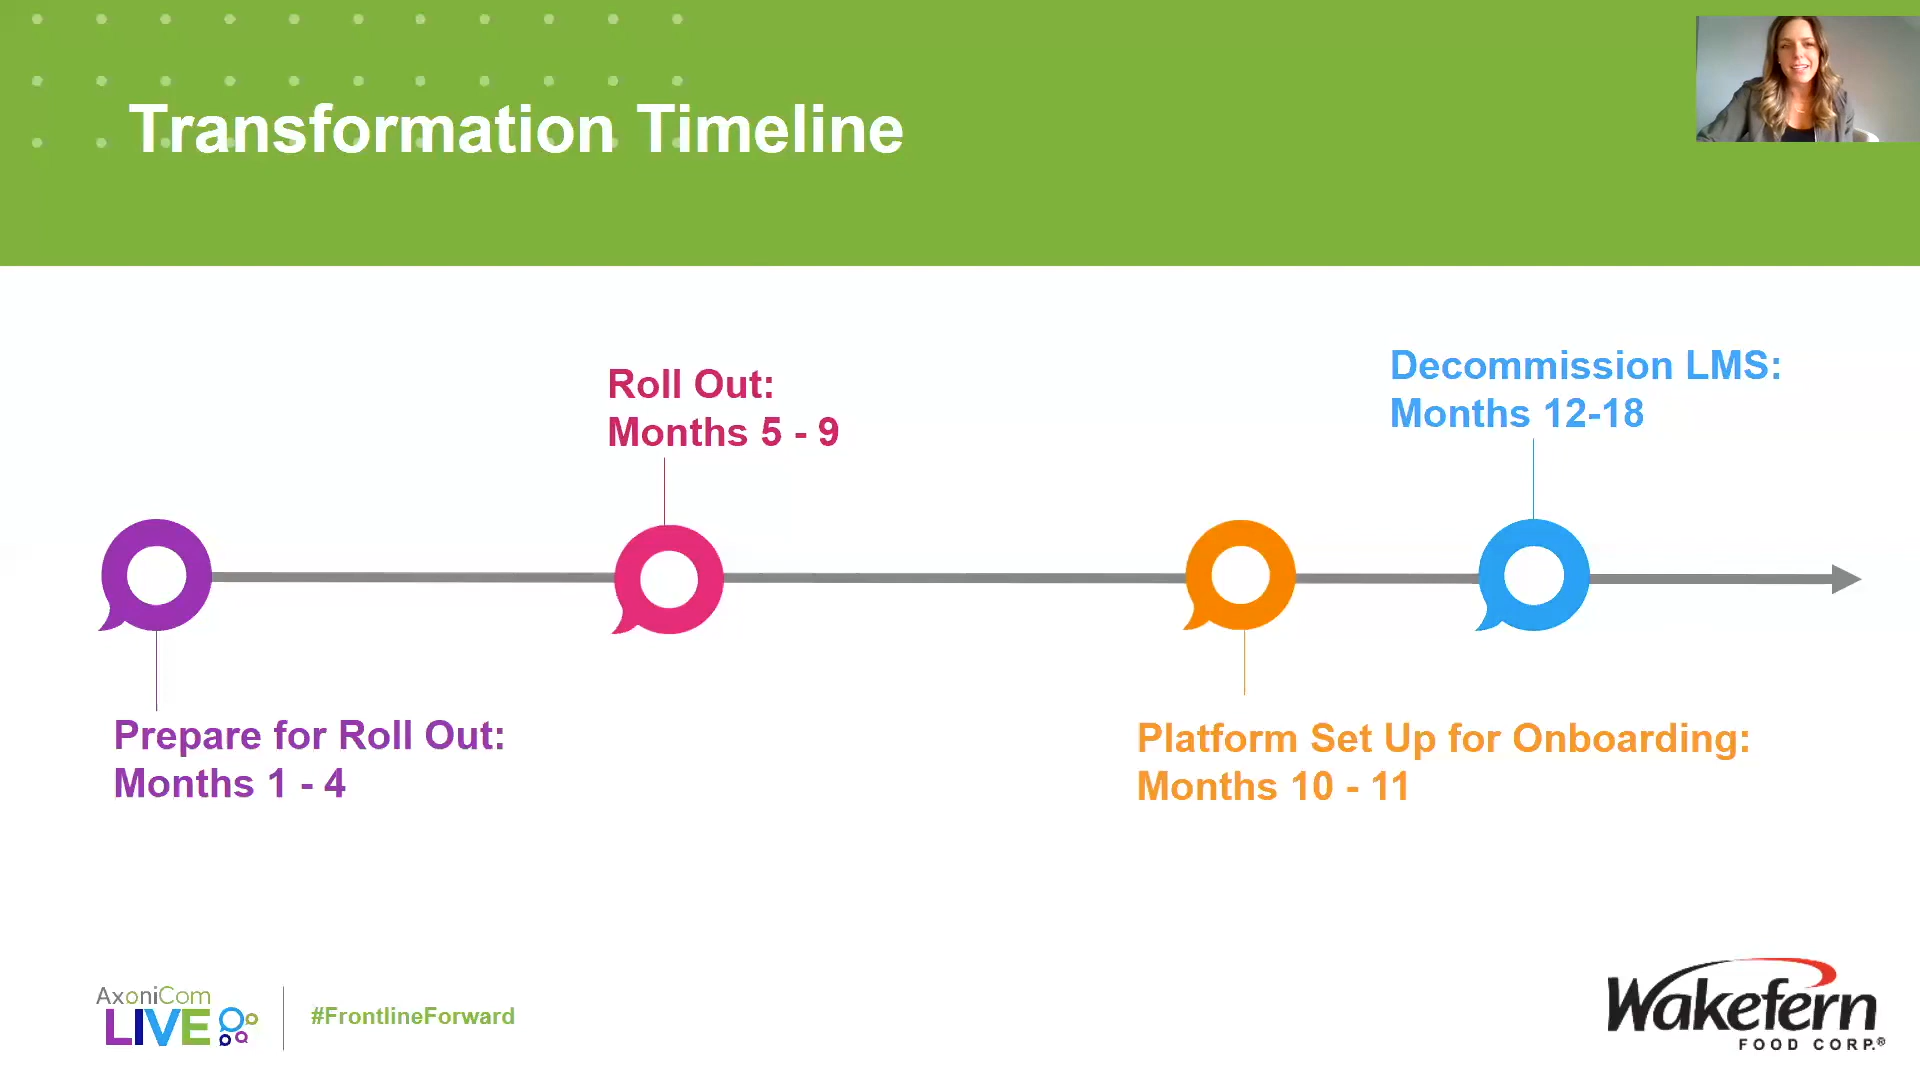 Transformation Timeline
Roll Out:
Months 5 - 9
Decommission LMS:
Months 12-18
Prepare for Roll Out:
Months 1 - 4
Platform Set Up for Onboarding:
Months 10 - 11
AxoniCom
LIVE
#FrontlineForward
Wakefern
FOOD CORP.®